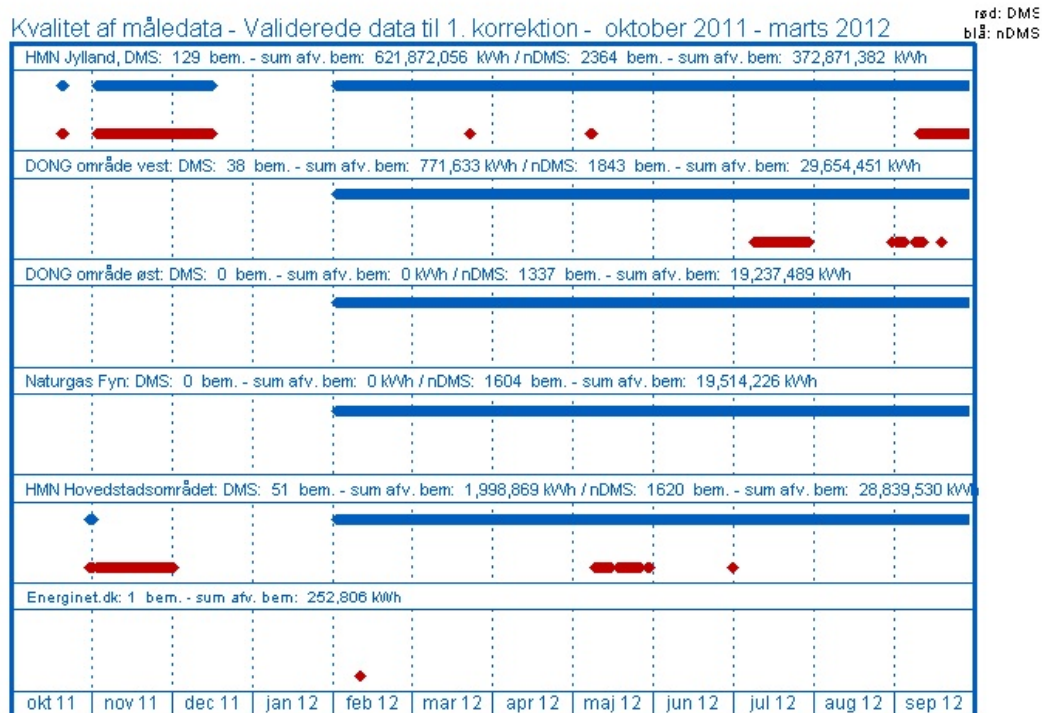 Kvalitet af måledata - Validerede data til 1. korrektion - oktober 2011 - marts 2012
rød: DMS
blå: nDMS
HMN Jylland, DMS: 129 bem. - sum afv. bem: 621,872,056 kWh / nDMS: 2364 bem. - sum afv. bem: 372,871,382 kWh
DONG område vest: DMS: 38 bem. - sum afv. bem: 771,633 kWh / nDMS: 1843 bem. - sum afv. bem: 29,654,451 kWh
DONG område øst: DMS: 0 bem. - sum afv. bem: 0 kWh / nDMS: 1337 bem. - sum afv. bem: 19,237,489 kWh
Naturgas Fyn: DMS: 0 bem. - sum afv. bem: 0 kWh / nDMS: 1604 bem. - sum afv. bem: 19,514,226 kWh
HMN Hovedstadsområdet: DMS: 51 bem. - sum afv. bem: 1,998,869 kWh / nDMS: 1620 bem. - sum afv. bem: 28,839,530 kWh
Energinet.dk: 1 bem. - sum afv. bem: 252,806 kWh
okt 11 nov 11 dec 11 jan 12 feb 12 mar 12 apr 12 maj 12 jun 12 jul 12 aug 12 sep 12